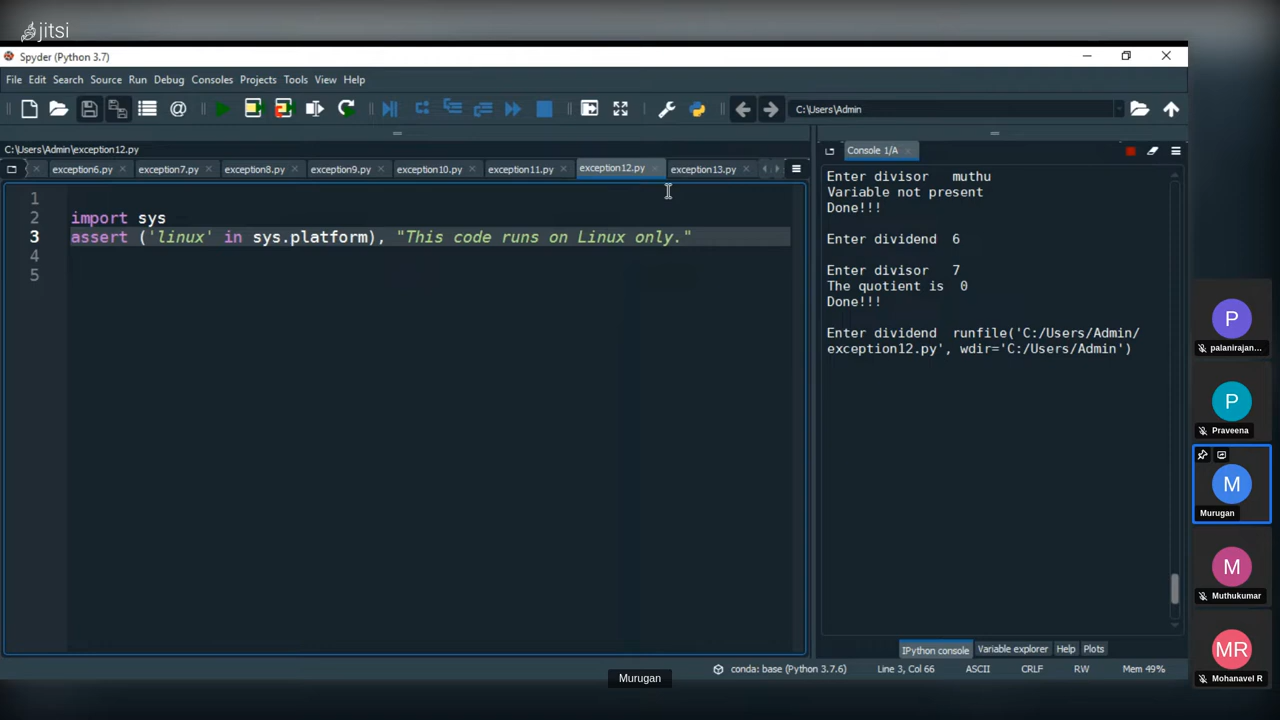 jitsi
Spyder (Python 3.7)
File Edit Search Source Run Debug Consoles Projects Tools View Help
C:\Users\Admin
C:\Users\Admin\exception12.py
exception6.py exception7.py exception8.py exception9.py exception10.py exception11.py exception12.py exception13.py
1
2 import sys
3 assert ('linux' in sys.platform), "This code runs on Linux only."
4
5
Console 1/A
Enter divisor muthu
Variable not present
Done!!!
Enter dividend 6
Enter divisor 7
The quotient is 0
Done!!!
Enter dividend runfile('C:/Users/Admin/
exception12.py', wdir='C:/Users/Admin')
IPython console Variable explorer Help Plots
conda: base (Python 3.7.6) Line 3, Col 66 ASCII CRLF RW Mem 49%
Murugan
P
palanirajan...
P
Praveena
M
Murugan
M
Muthukumar
MR
Mohanavel R